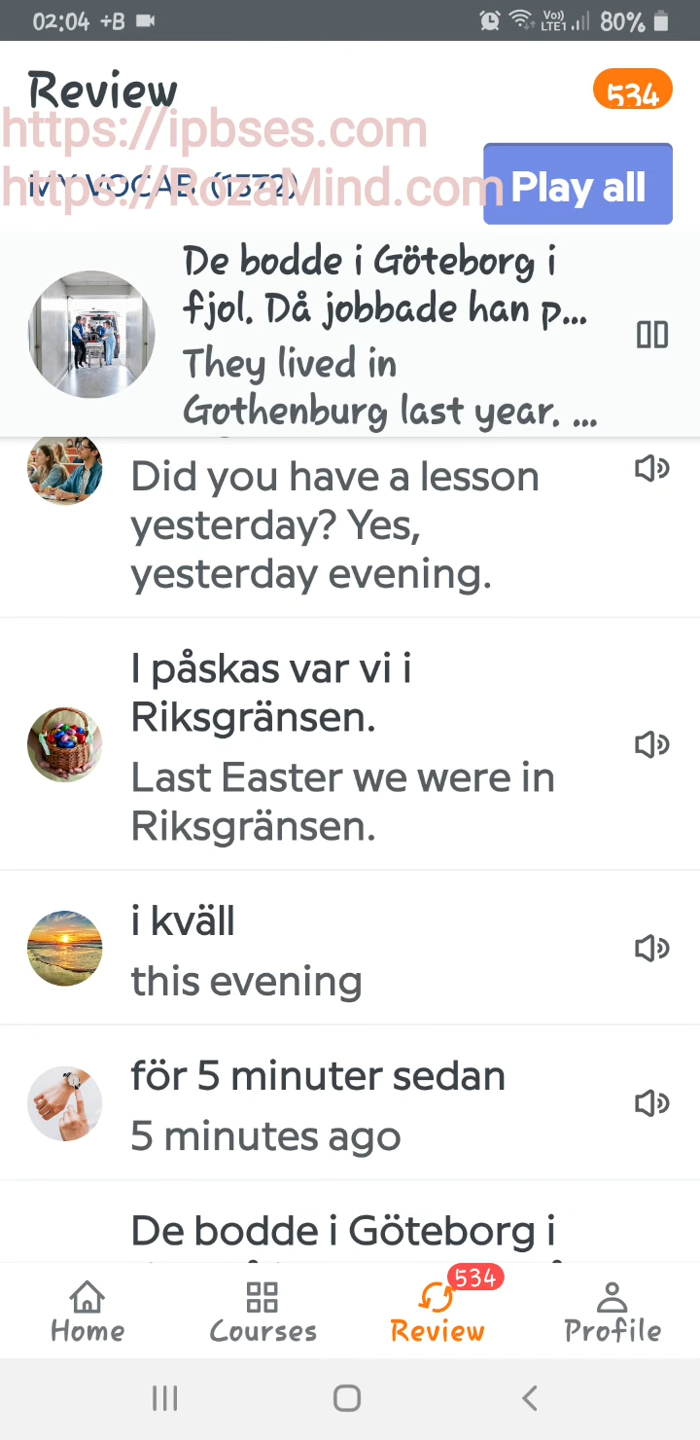 02:04 +B Vo)) LTE1 80%
Review 534
https://ipbses.com
MY VOCAB (1572)
https://RozaMind.com
Play all
De bodde i Göteborg i
fjol. Då jobbade han p...
They lived in
Gothenburg last year. ...
Did you have a lesson
yesterday? Yes,
yesterday evening.
I påskas var vi i
Riksgränsen.
Last Easter we were in
Riksgränsen.
i kväll
this evening
för 5 minuter sedan
5 minutes ago
De bodde i Göteborg i
534
Home Courses Review Profile